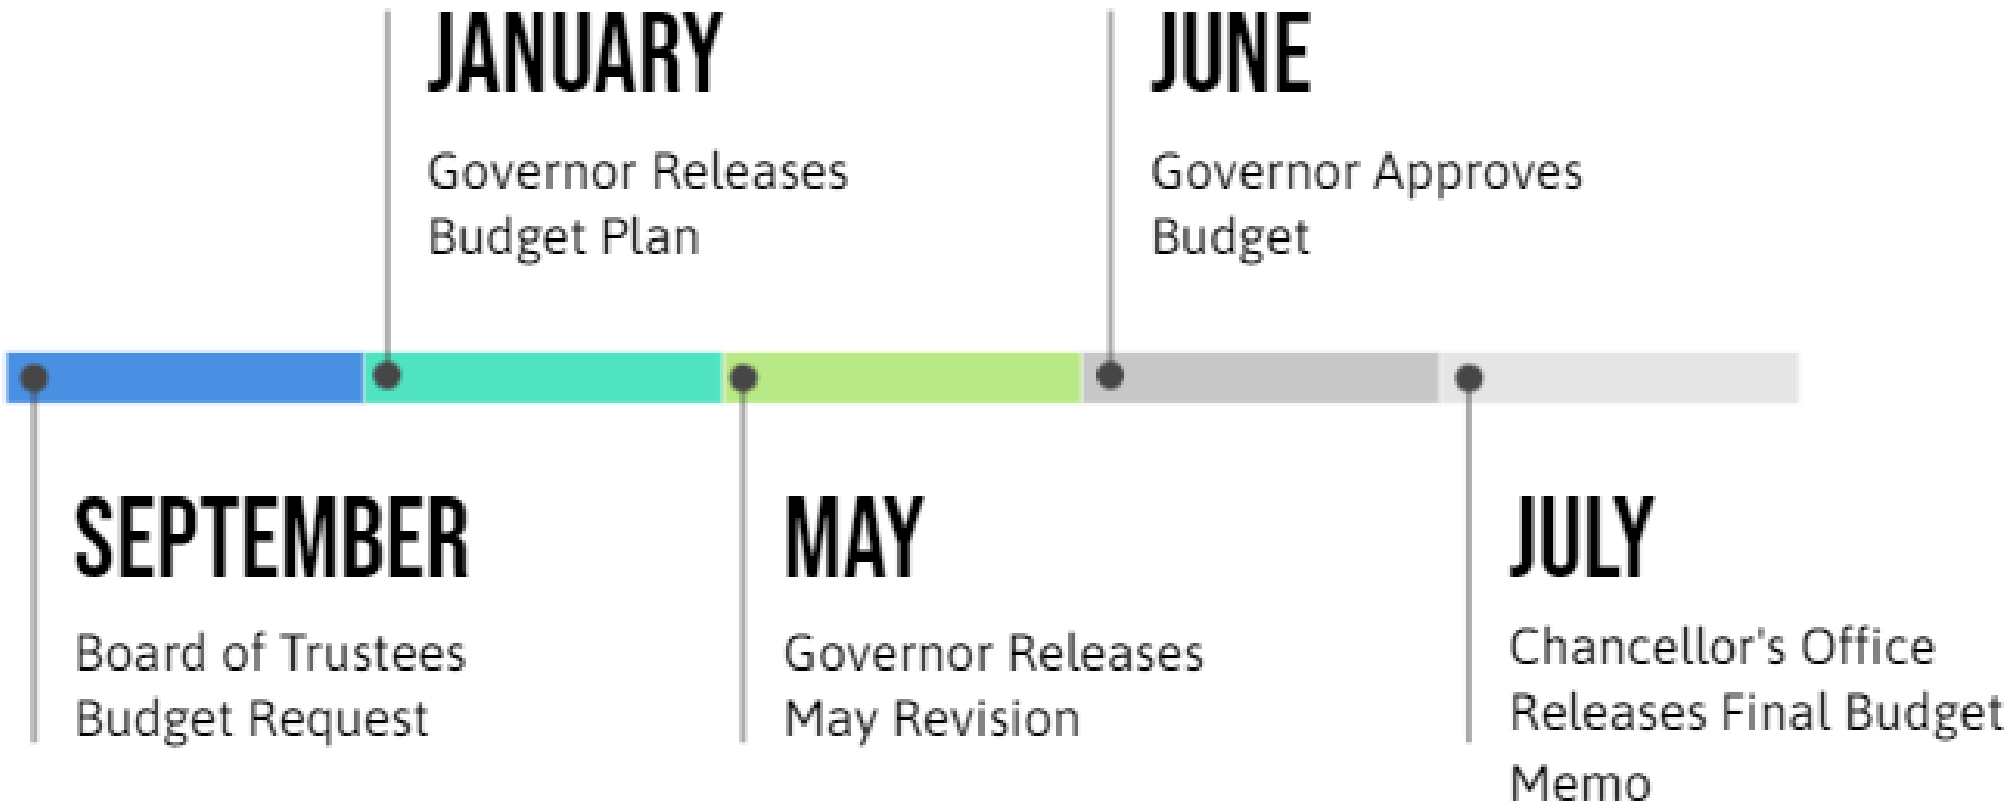 JANUARY
Governor Releases
Budget Plan
JUNE
Governor Approves
Budget
SEPTEMBER
Board of Trustees
Budget Request
MAY
Governor Releases
May Revision
JULY
Chancellor's Office
Releases Final Budget
Memo